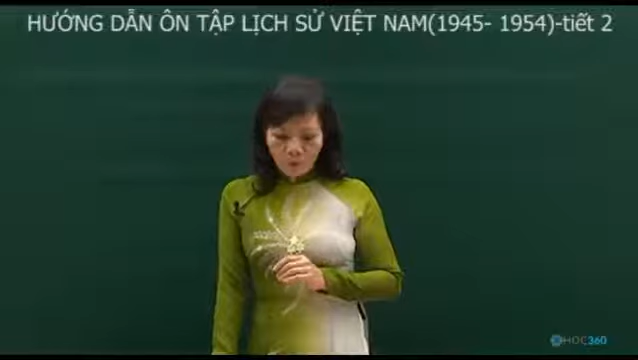 HƯỚNG DẪN ÔN TẬP LỊCH SỬ VIỆT NAM(1945- 1954)-tiết 2
HOC360